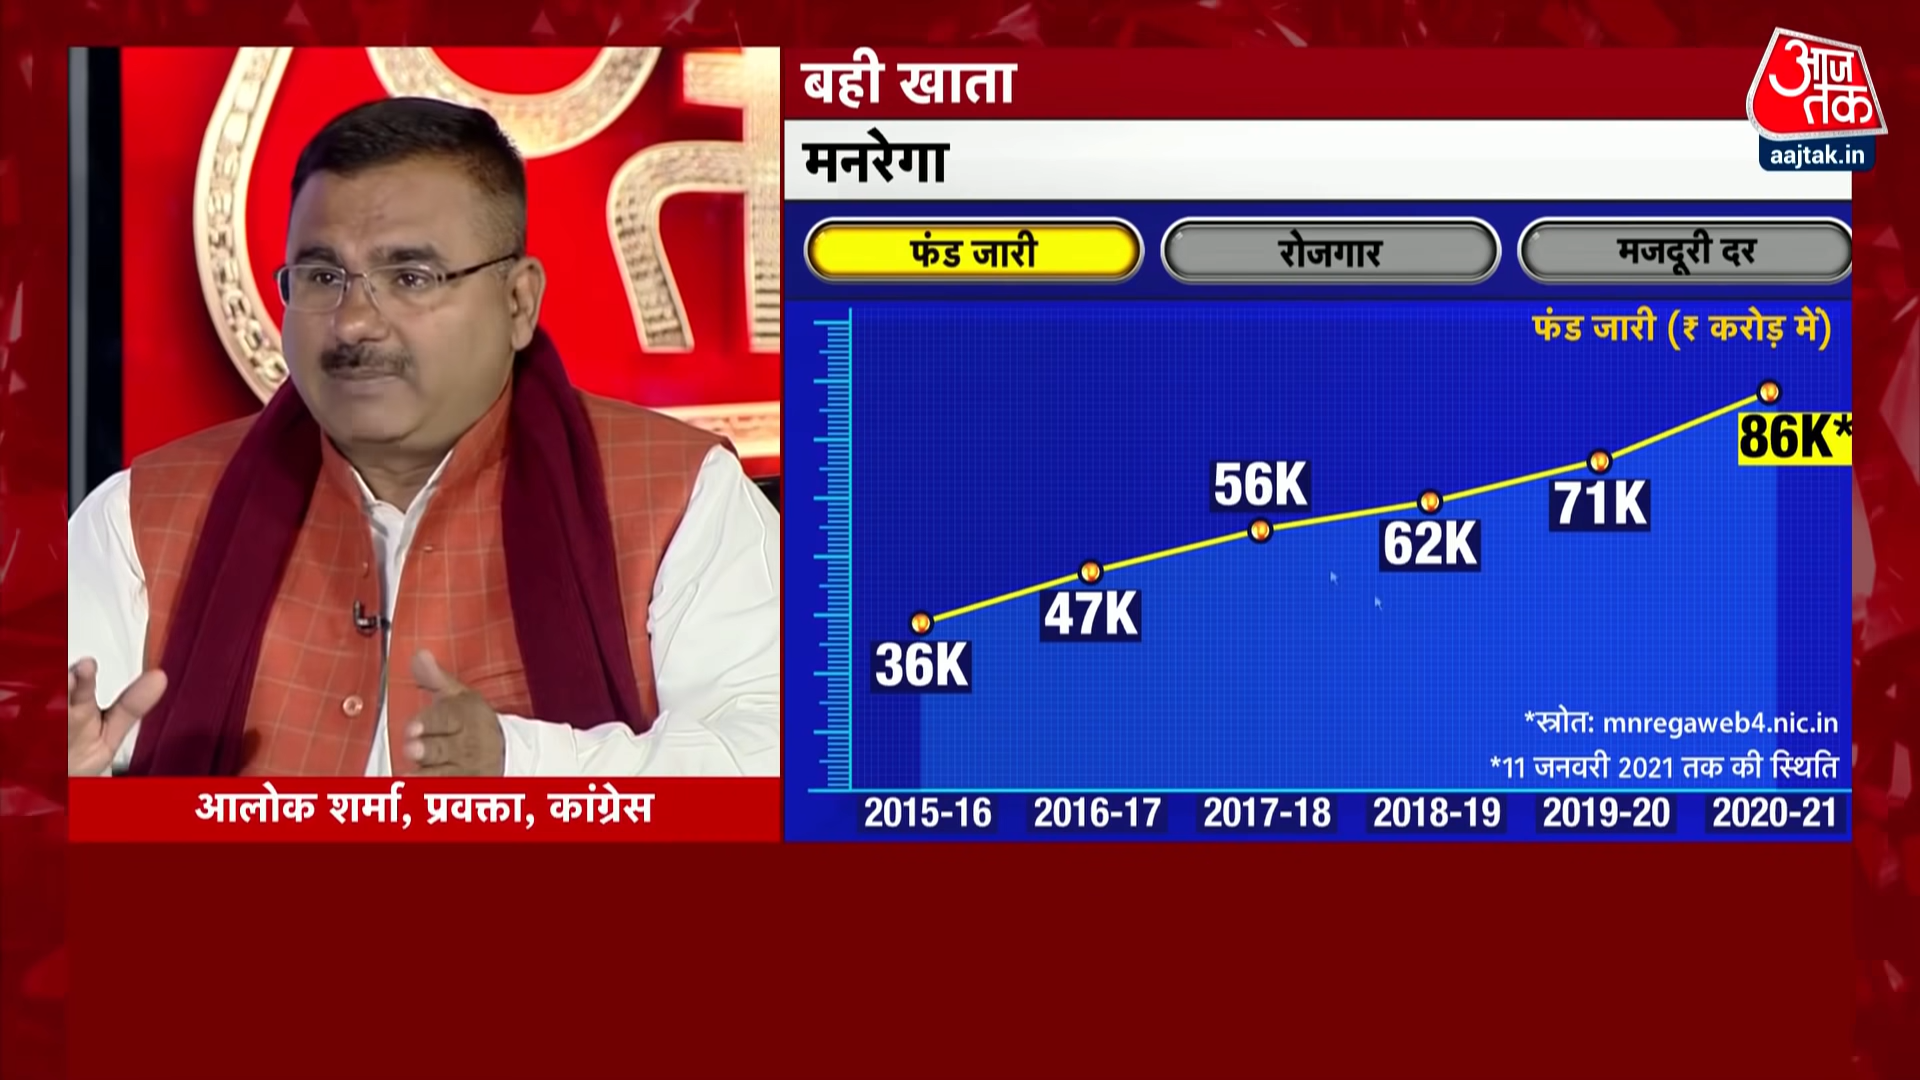 बही खाता
आज
तक
aajtak.in
मनरेगा
फंड जारी
रोजगार
मजदूरी दर
फंड जारी (₹ करोड़ में)
86K*
71K
62K
56K
47K
36K
*स्त्रोत: mnregaweb4.nic.in
*11 जनवरी 2021 तक की स्थिति
2015-16 2016-17 2017-18 2018-19 2019-20 2020-21
आलोक शर्मा, प्रवक्ता, कांग्रेस